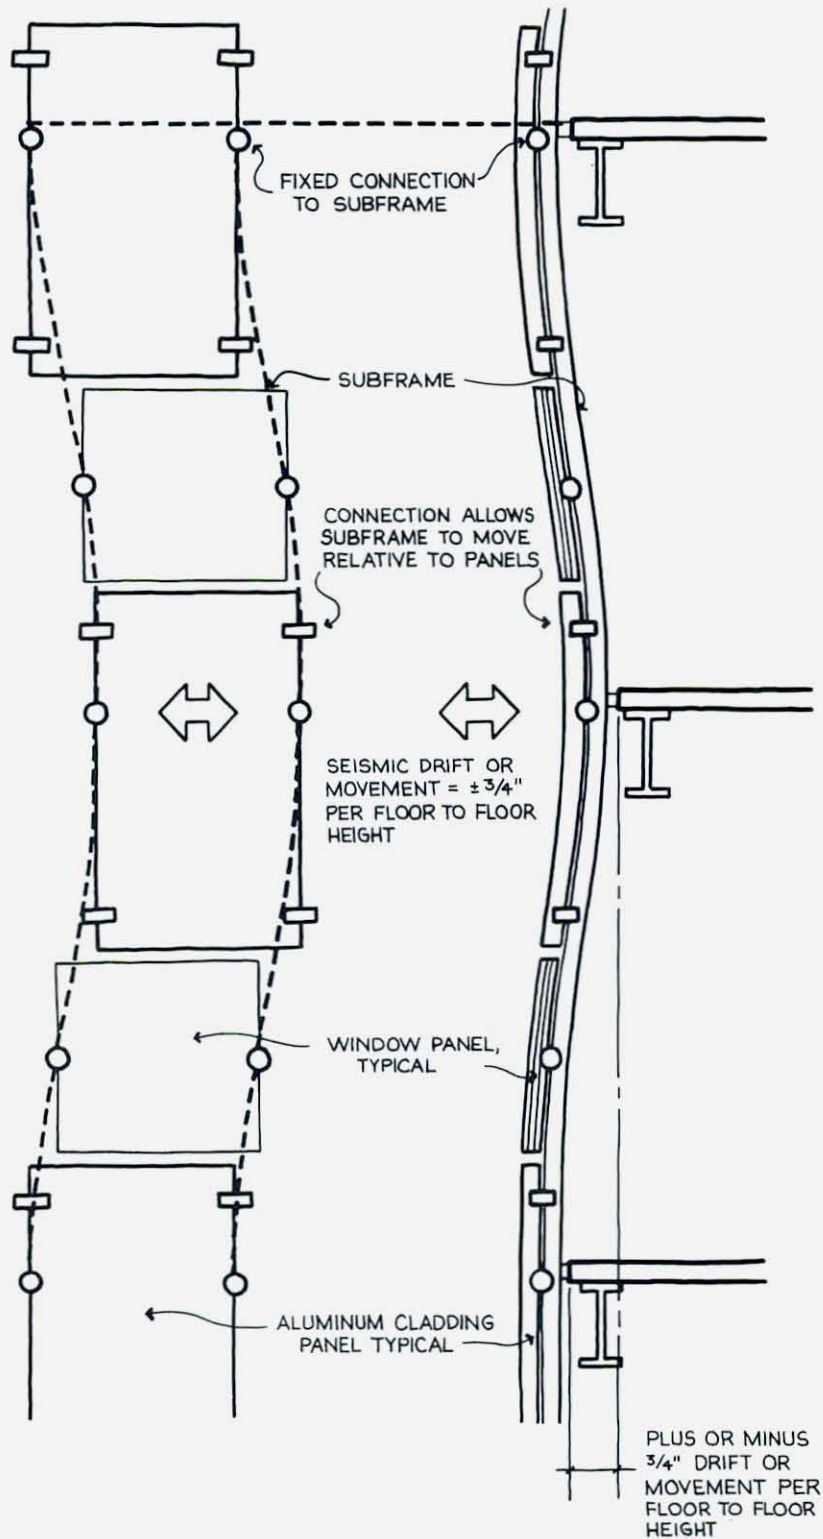 FIXED CONNECTION
TO SUBFRAME
SUBFRAME
CONNECTION ALLOWS
SUBFRAME TO MOVE
RELATIVE TO PANELS
SEISMIC DRIFT OR
MOVEMENT = ± 3/4"
PER FLOOR TO FLOOR
HEIGHT
WINDOW PANEL,
TYPICAL
ALUMINUM CLADDING
PANEL TYPICAL
PLUS OR MINUS
3/4" DRIFT OR
MOVEMENT PER
FLOOR TO FLOOR
HEIGHT